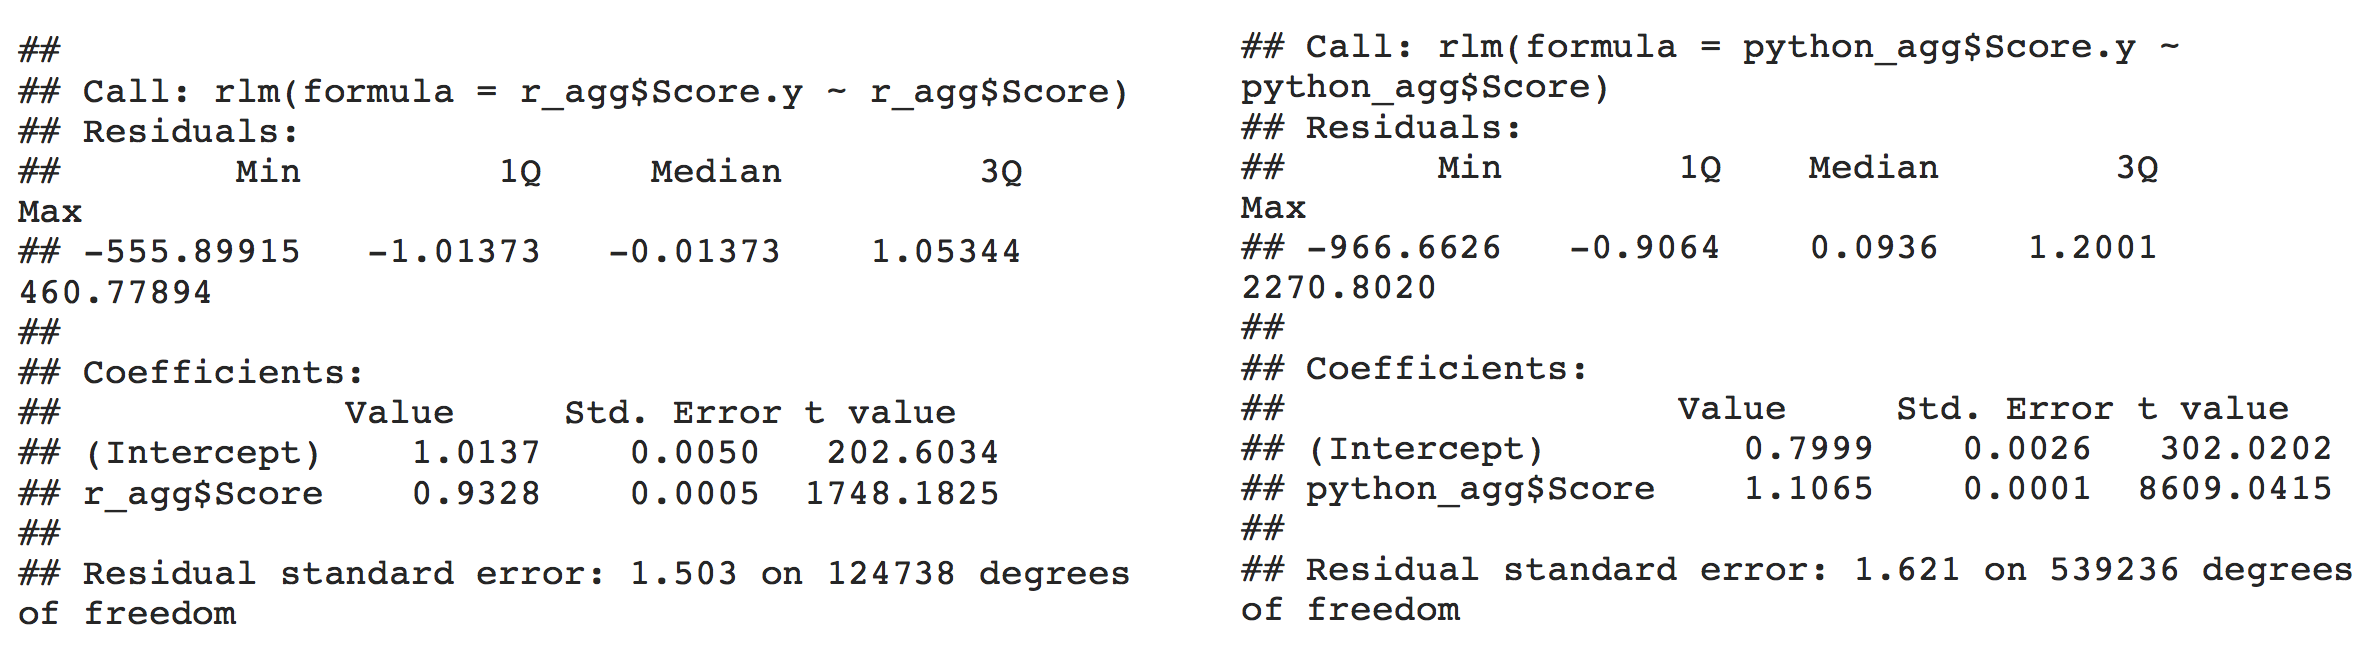 ##
## Call: rlm(formula = r_agg$Score.y ~ r_agg$Score)
## Residuals:
##        Min         1Q     Median         3Q
Max
## -555.89915   -1.01373   -0.01373    1.05344
460.77894
##
## Coefficients:
##             Value     Std. Error t value
## (Intercept)    1.0137    0.0050   202.6034
## r_agg$Score    0.9328    0.0005  1748.1825
##
## Residual standard error: 1.503 on 124738 degrees
of freedom
## Call: rlm(formula = python_agg$Score.y ~
python_agg$Score)
## Residuals:
##       Min        1Q    Median        3Q
Max
## -966.6626   -0.9064    0.0936    1.2001
2270.8020
##
## Coefficients:
##                  Value     Std. Error t value
## (Intercept)         0.7999    0.0026   302.0202
## python_agg$Score    1.1065    0.0001  8609.0415
##
## Residual standard error: 1.621 on 539236 degrees
of freedom